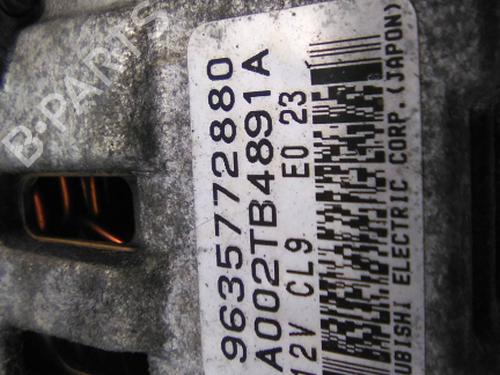 9635772880
A002TB4891A
12V CL9 E0 23
UBISHI ELECTRIC CORP. (JAPON)
B-PARTS